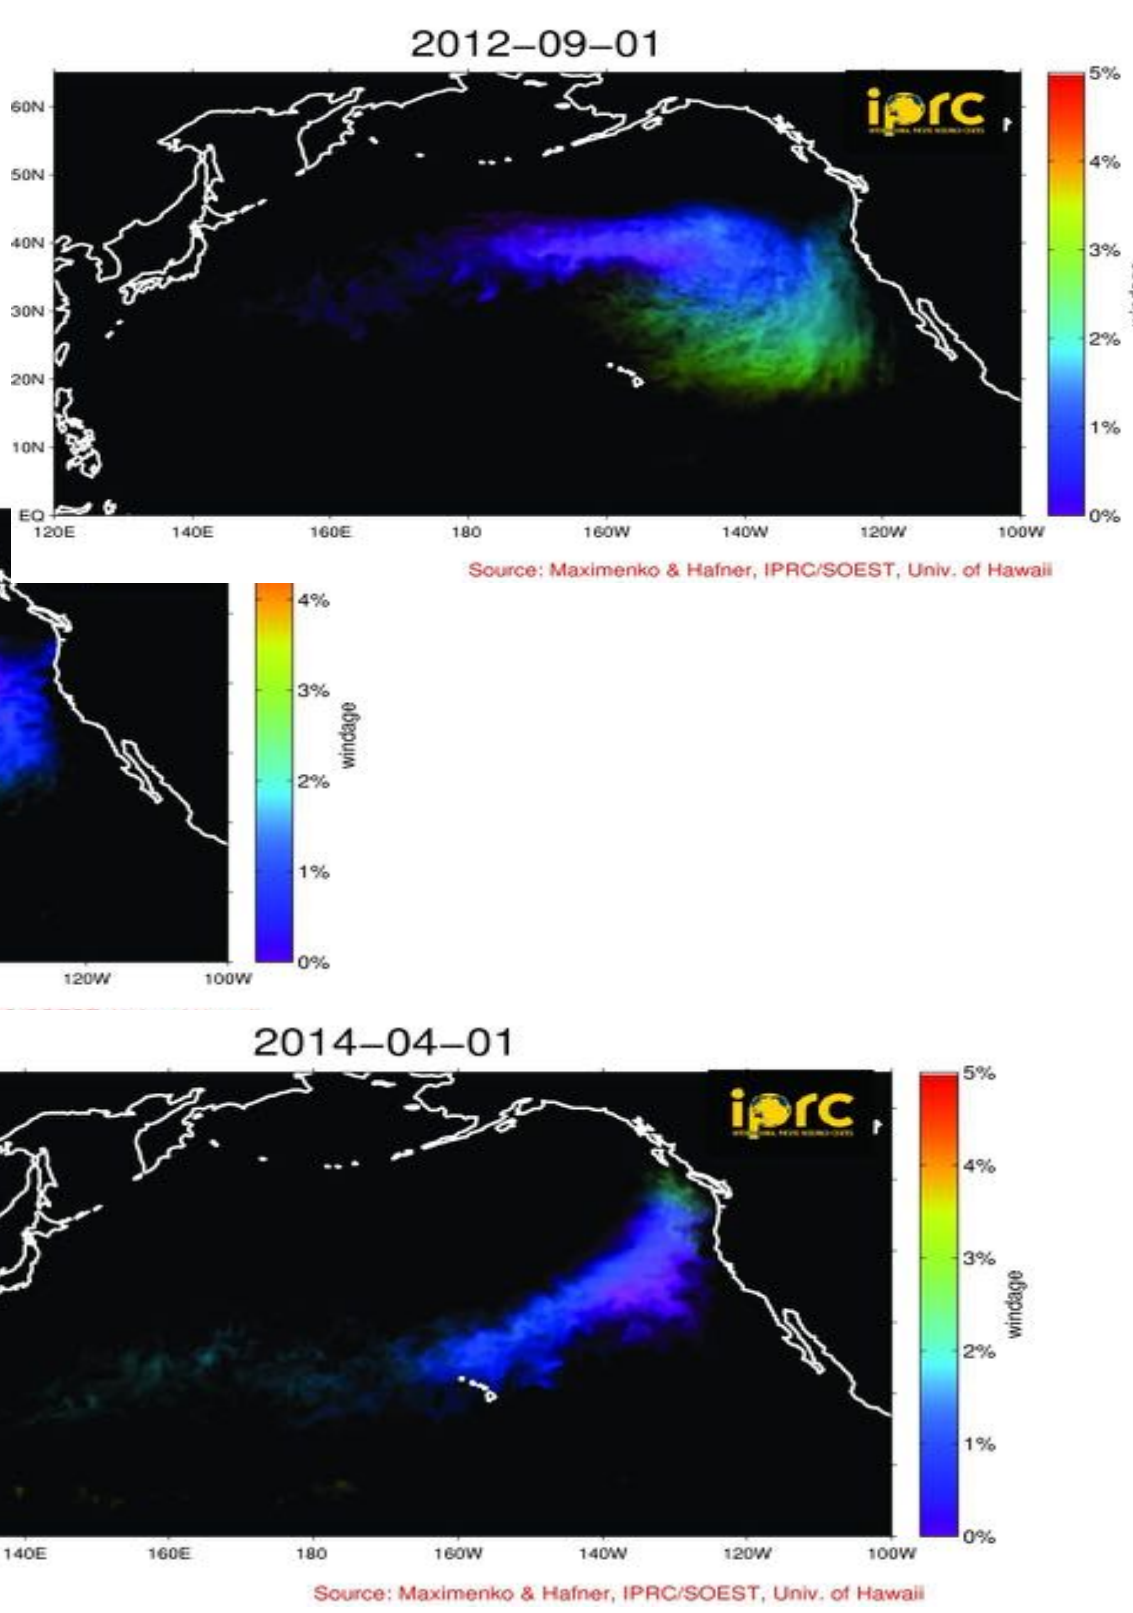 2012-09-01
5%
60N
iprc
4%
50N
40N
3%
30N
2%
20N
10N
1%
EQ
0%
120E 140E 160E 180 160W 140W 120W 100W
Source: Maximenko & Hafner, IPRC/SOEST, Univ. of Hawaii
4%
3%
windage
2%
1%
0%
120W 100W
2014-04-01
5%
iprc
4%
3%
windage
2%
1%
0%
140E 160E 180 160W 140W 120W 100W
Source: Maximenko & Hafner, IPRC/SOEST, Univ. of Hawaii